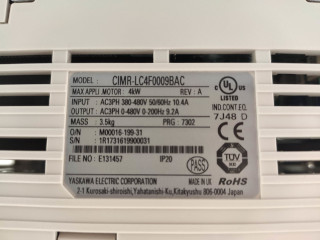 MODEL : CIMR-LC4F0009BAC
MAX APPLI. MOTOR : 4kW REV : A
INPUT : AC3PH 380-480V 50/60Hz 10.4A
OUTPUT : AC3PH 0-480V 0-200Hz 9.2A
MASS : 3.5kg PRG : 7302
O/N : M00016-199-31
S/N : 1R1731619900031
FILE NO : E131457 IP20
YASKAWA ELECTRIC CORPORATION
2-1 Kurosaki-shiroishi, Yahatanishi-Ku, Kitakyushu 806-0004 Japan
UL
LISTED
IND.CONT.EQ.
7J48 D
PASS
TÜV
RoHS